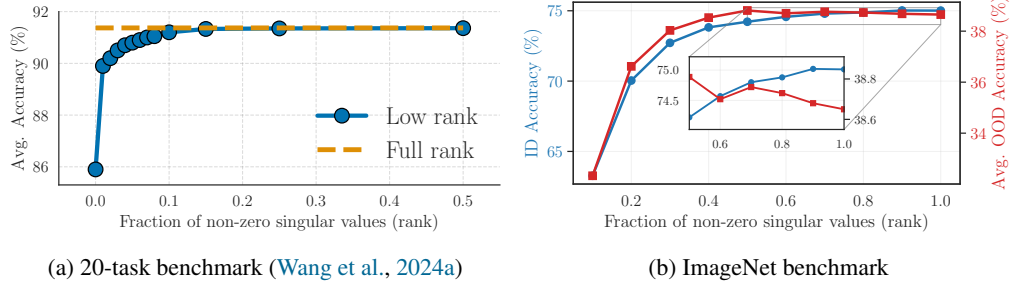 92
90
88
86
Avg. Accuracy (%)
Low rank
Full rank
0.0 0.1 0.2 0.3 0.4 0.5
Fraction of non-zero singular values (rank)
(a) 20-task benchmark (Wang et al., 2024a)
75
70
65
ID Accuracy (%)
75.0
74.5
38.8
38.6
0.6 0.8 1.0
38
36
34
Avg. OOD Accuracy (%)
0.2 0.4 0.6 0.8 1.0
Fraction of non-zero singular values (rank)
(b) ImageNet benchmark